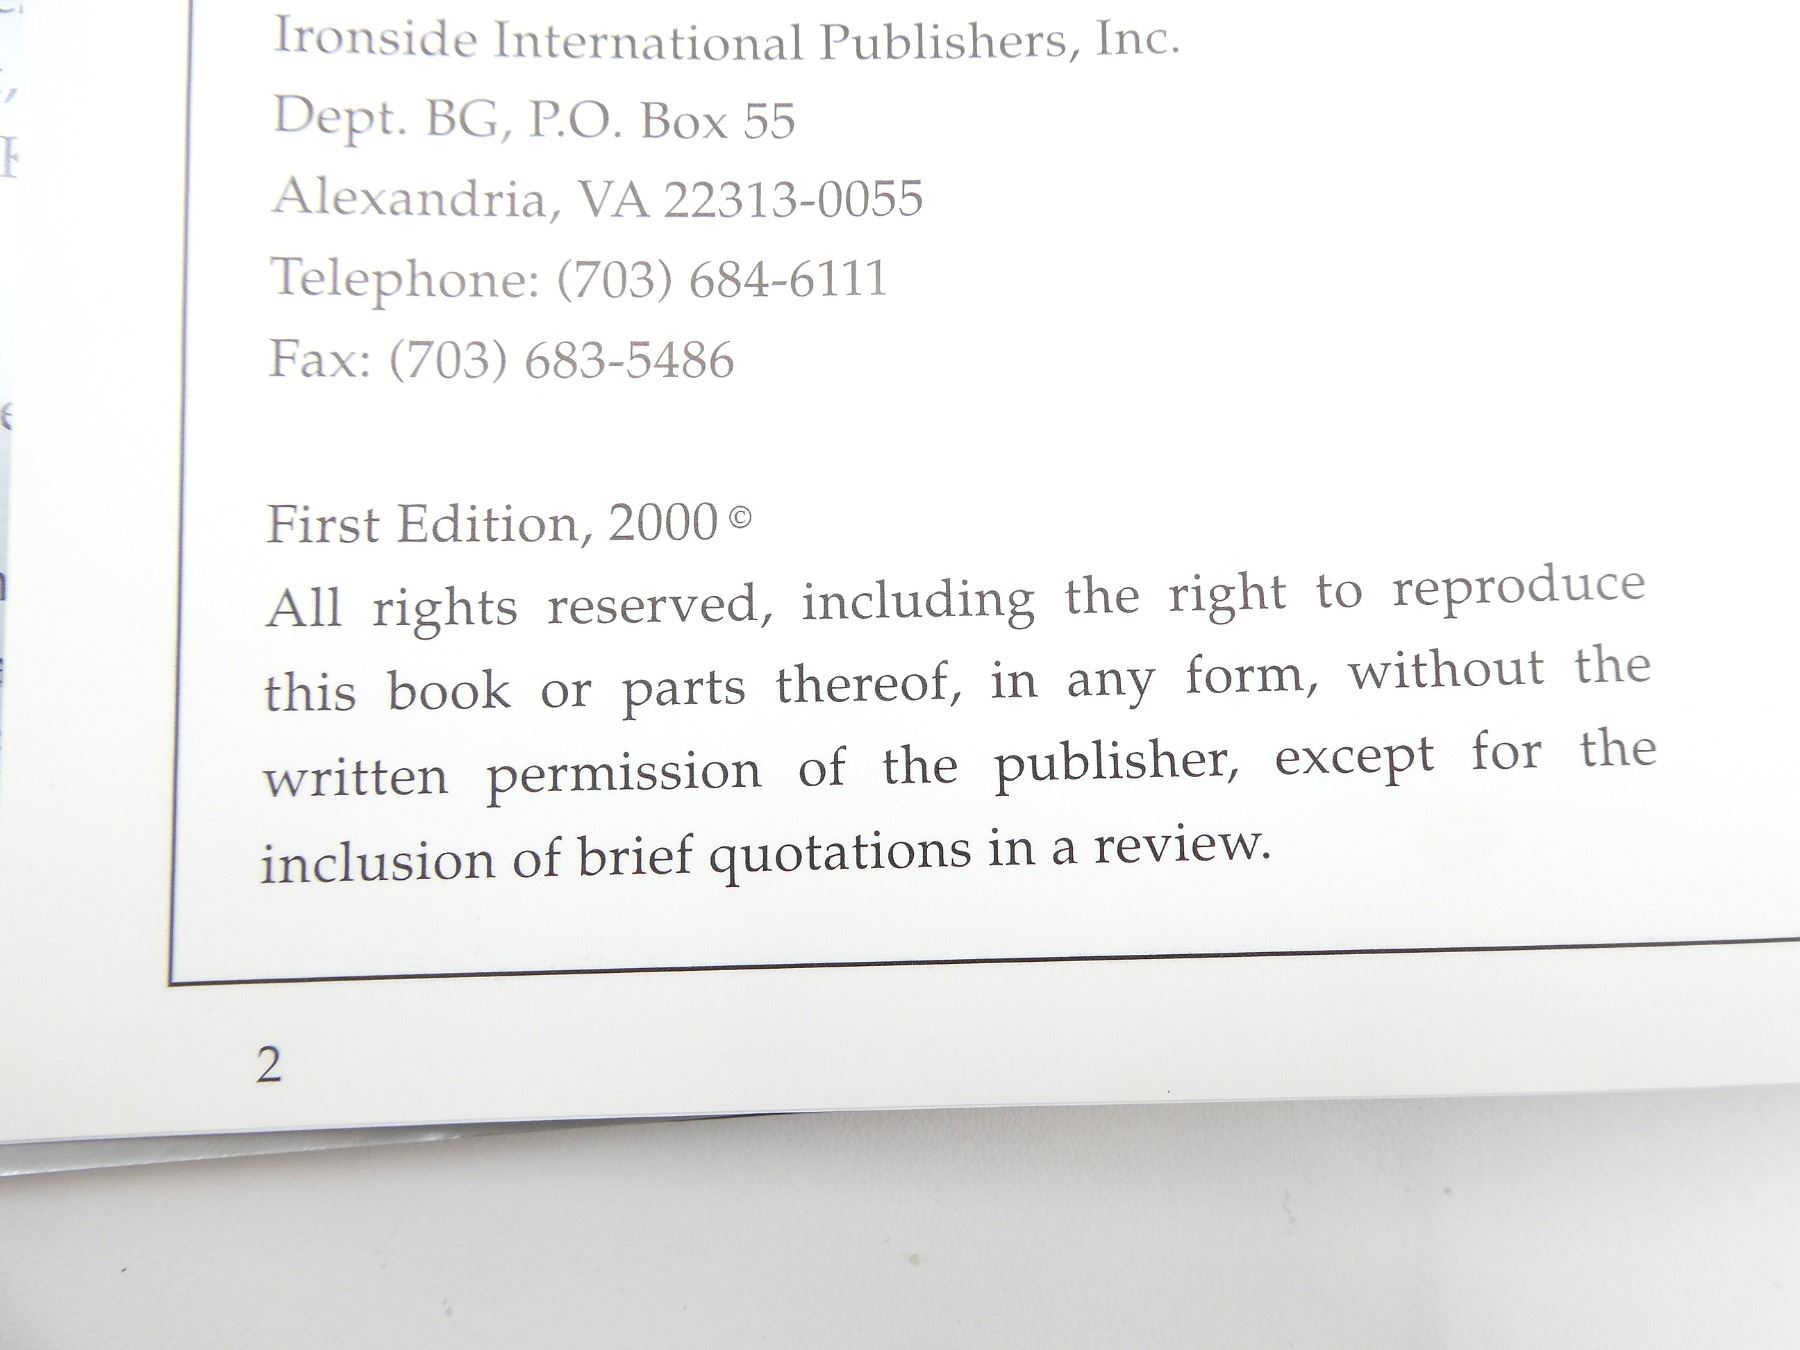 Ironside International Publishers, Inc.
Dept. BG, P.O. Box 55
Alexandria, VA 22313-0055
Telephone: (703) 684-6111
Fax: (703) 683-5486
First Edition, 2000 ©
All rights reserved, including the right to reproduce
this book or parts thereof, in any form, without the
written permission of the publisher, except for the
inclusion of brief quotations in a review.
2